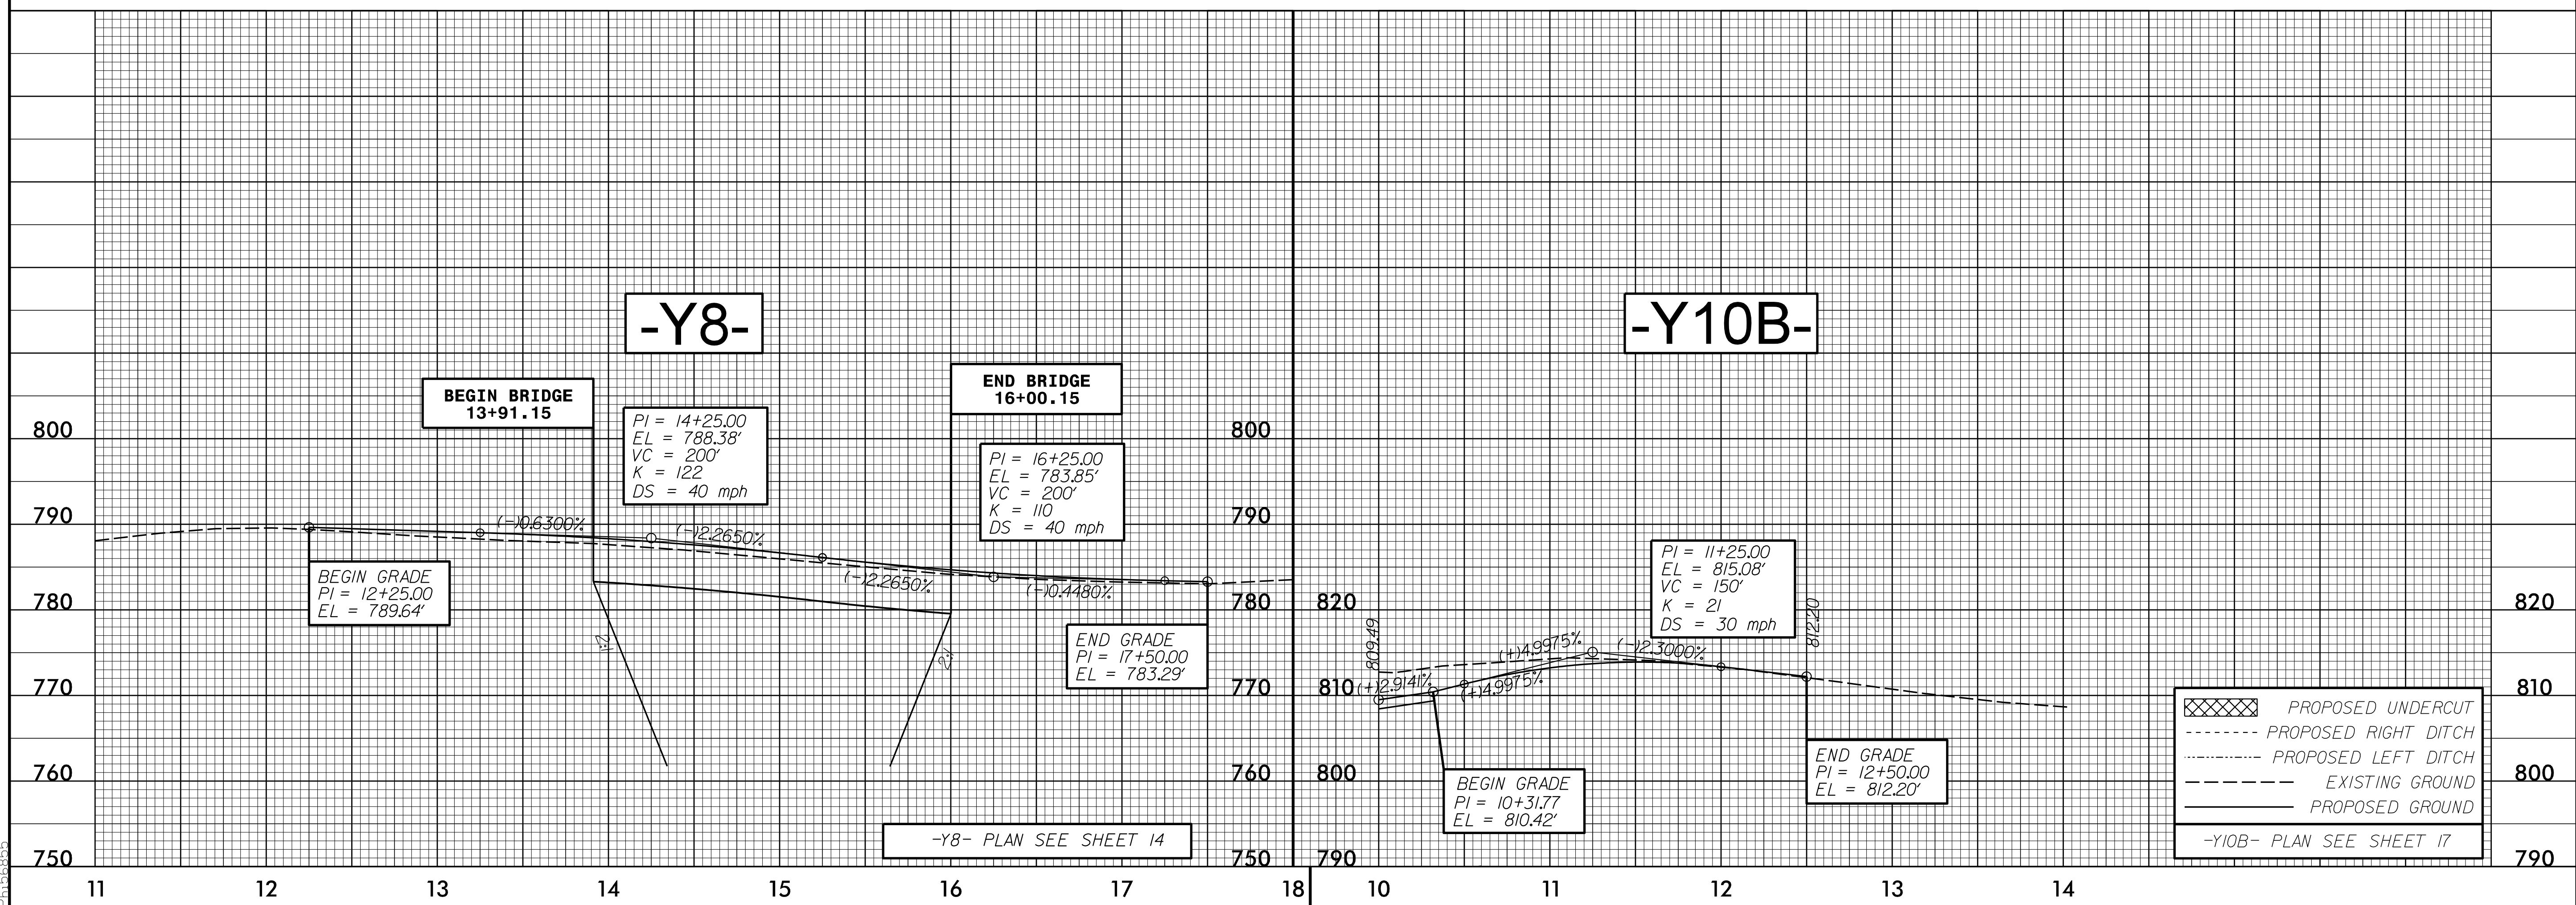 -Y8-
-Y10B-
BEGIN BRIDGE
13+91.15
END BRIDGE
16+00.15
PI = 14+25.00
EL = 788.38'
VC = 200'
K = 122
DS = 40 mph
PI = 16+25.00
EL = 783.85'
VC = 200'
K = 110
DS = 40 mph
800
800
790
790
(-)0.6300%
(-)2.2650%
(-)2.2650%
(-)0.4480%
BEGIN GRADE
PI = 12+25.00
EL = 789.64'
780
780
820
820
2:1
2:1
END GRADE
PI = 17+50.00
EL = 783.29'
PI = 11+25.00
EL = 815.08'
VC = 150'
K = 21
DS = 30 mph
809.49
812.20
(+)4.9975%
(-)2.3000%
(+)2.9141%
(+)4.9975%
770
770
810
810
760
760
800
800
BEGIN GRADE
PI = 10+31.77
EL = 810.42'
END GRADE
PI = 12+50.00
EL = 812.20'
PROPOSED UNDERCUT
PROPOSED RIGHT DITCH
PROPOSED LEFT DITCH
EXISTING GROUND
PROPOSED GROUND
-Y8- PLAN SEE SHEET 14
-Y10B- PLAN SEE SHEET 17
750
750
790
790
11 12 13 14 15 16 17 18 10 11 12 13 14